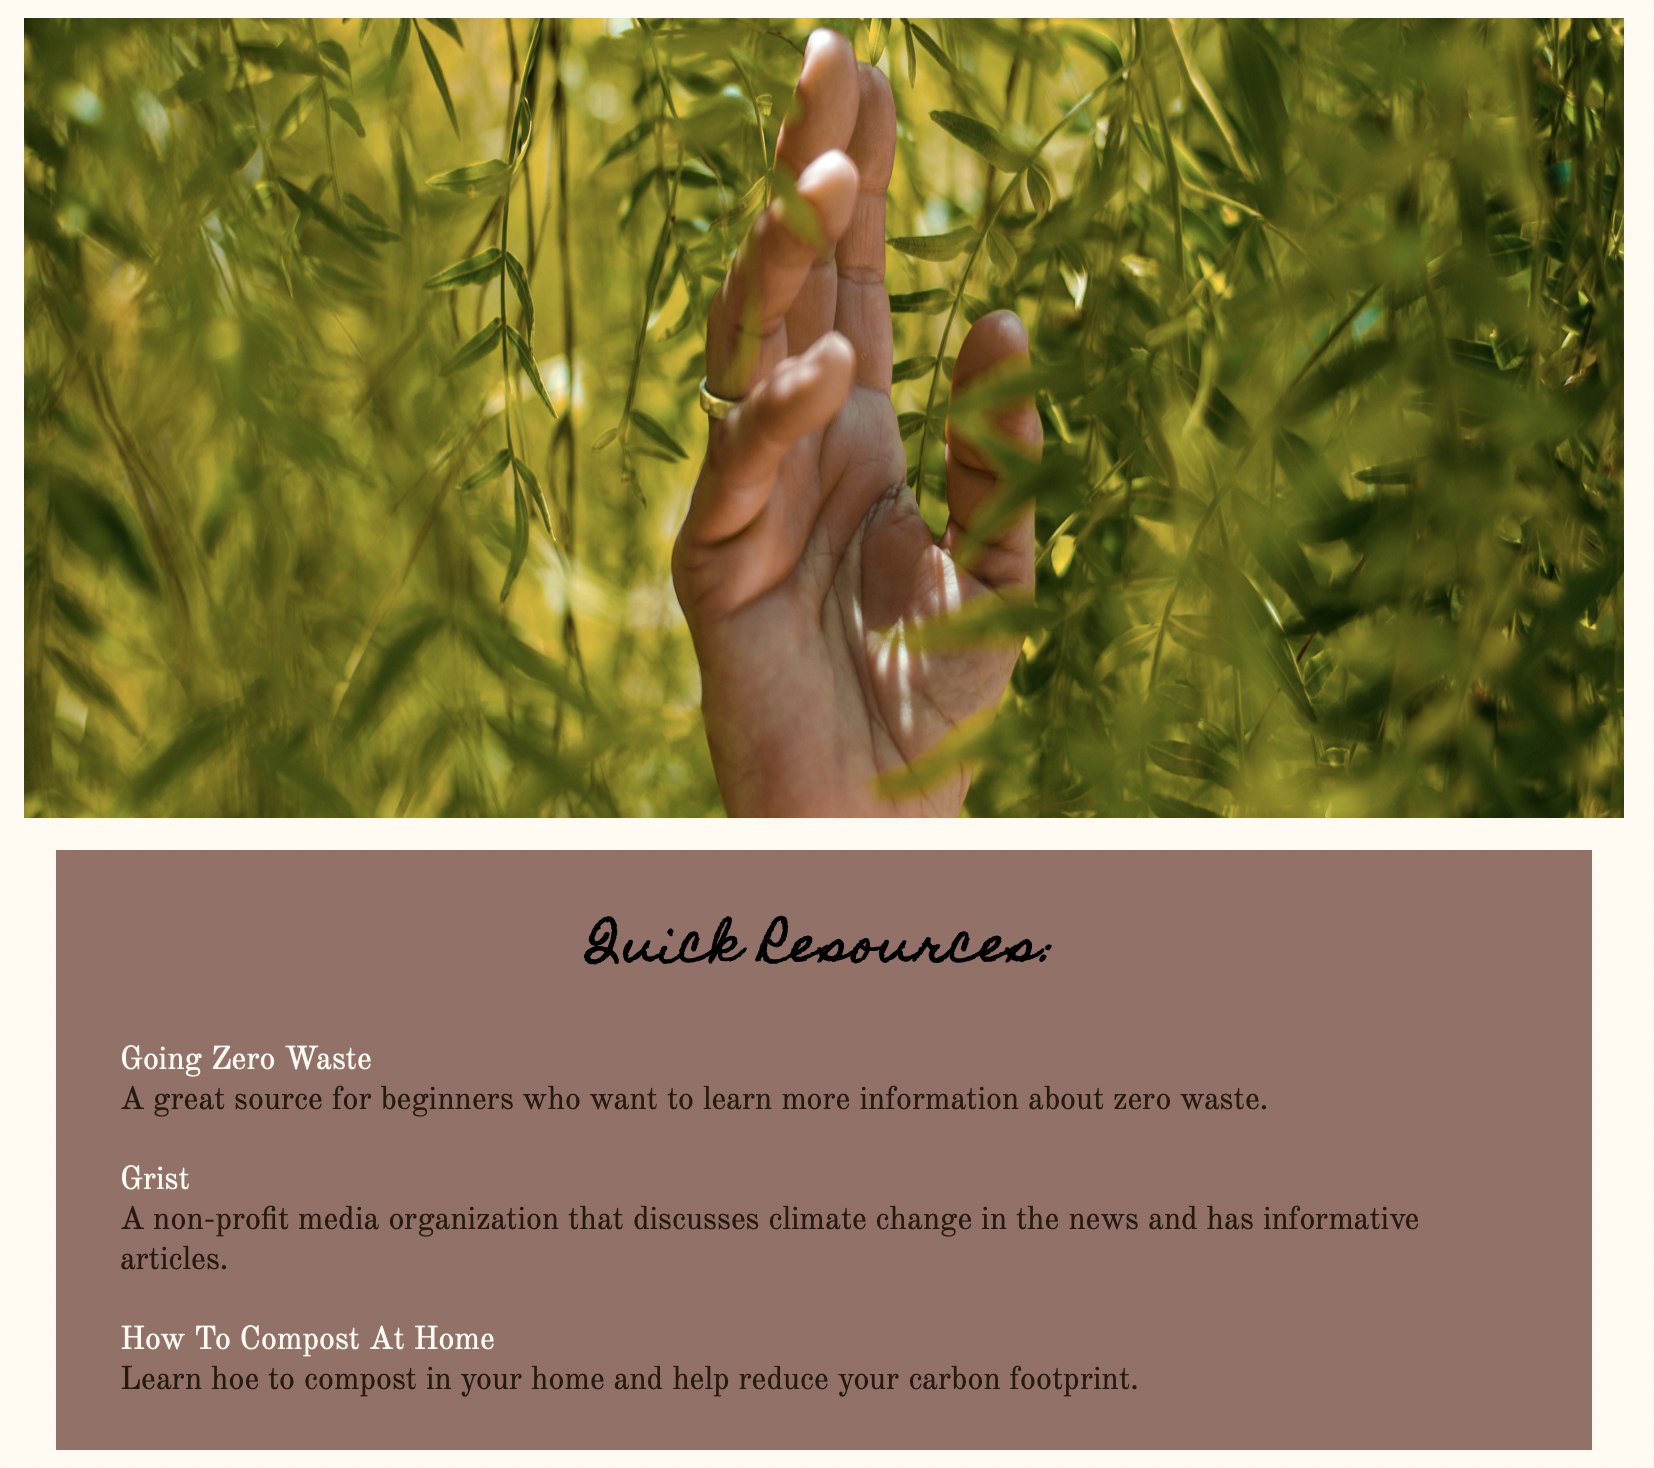 Quick Resources:
Going Zero Waste
A great source for beginners who want to learn more information about zero waste.
Grist
A non-profit media organization that discusses climate change in the news and has informative
articles.
How To Compost At Home
Learn hoe to compost in your home and help reduce your carbon footprint.